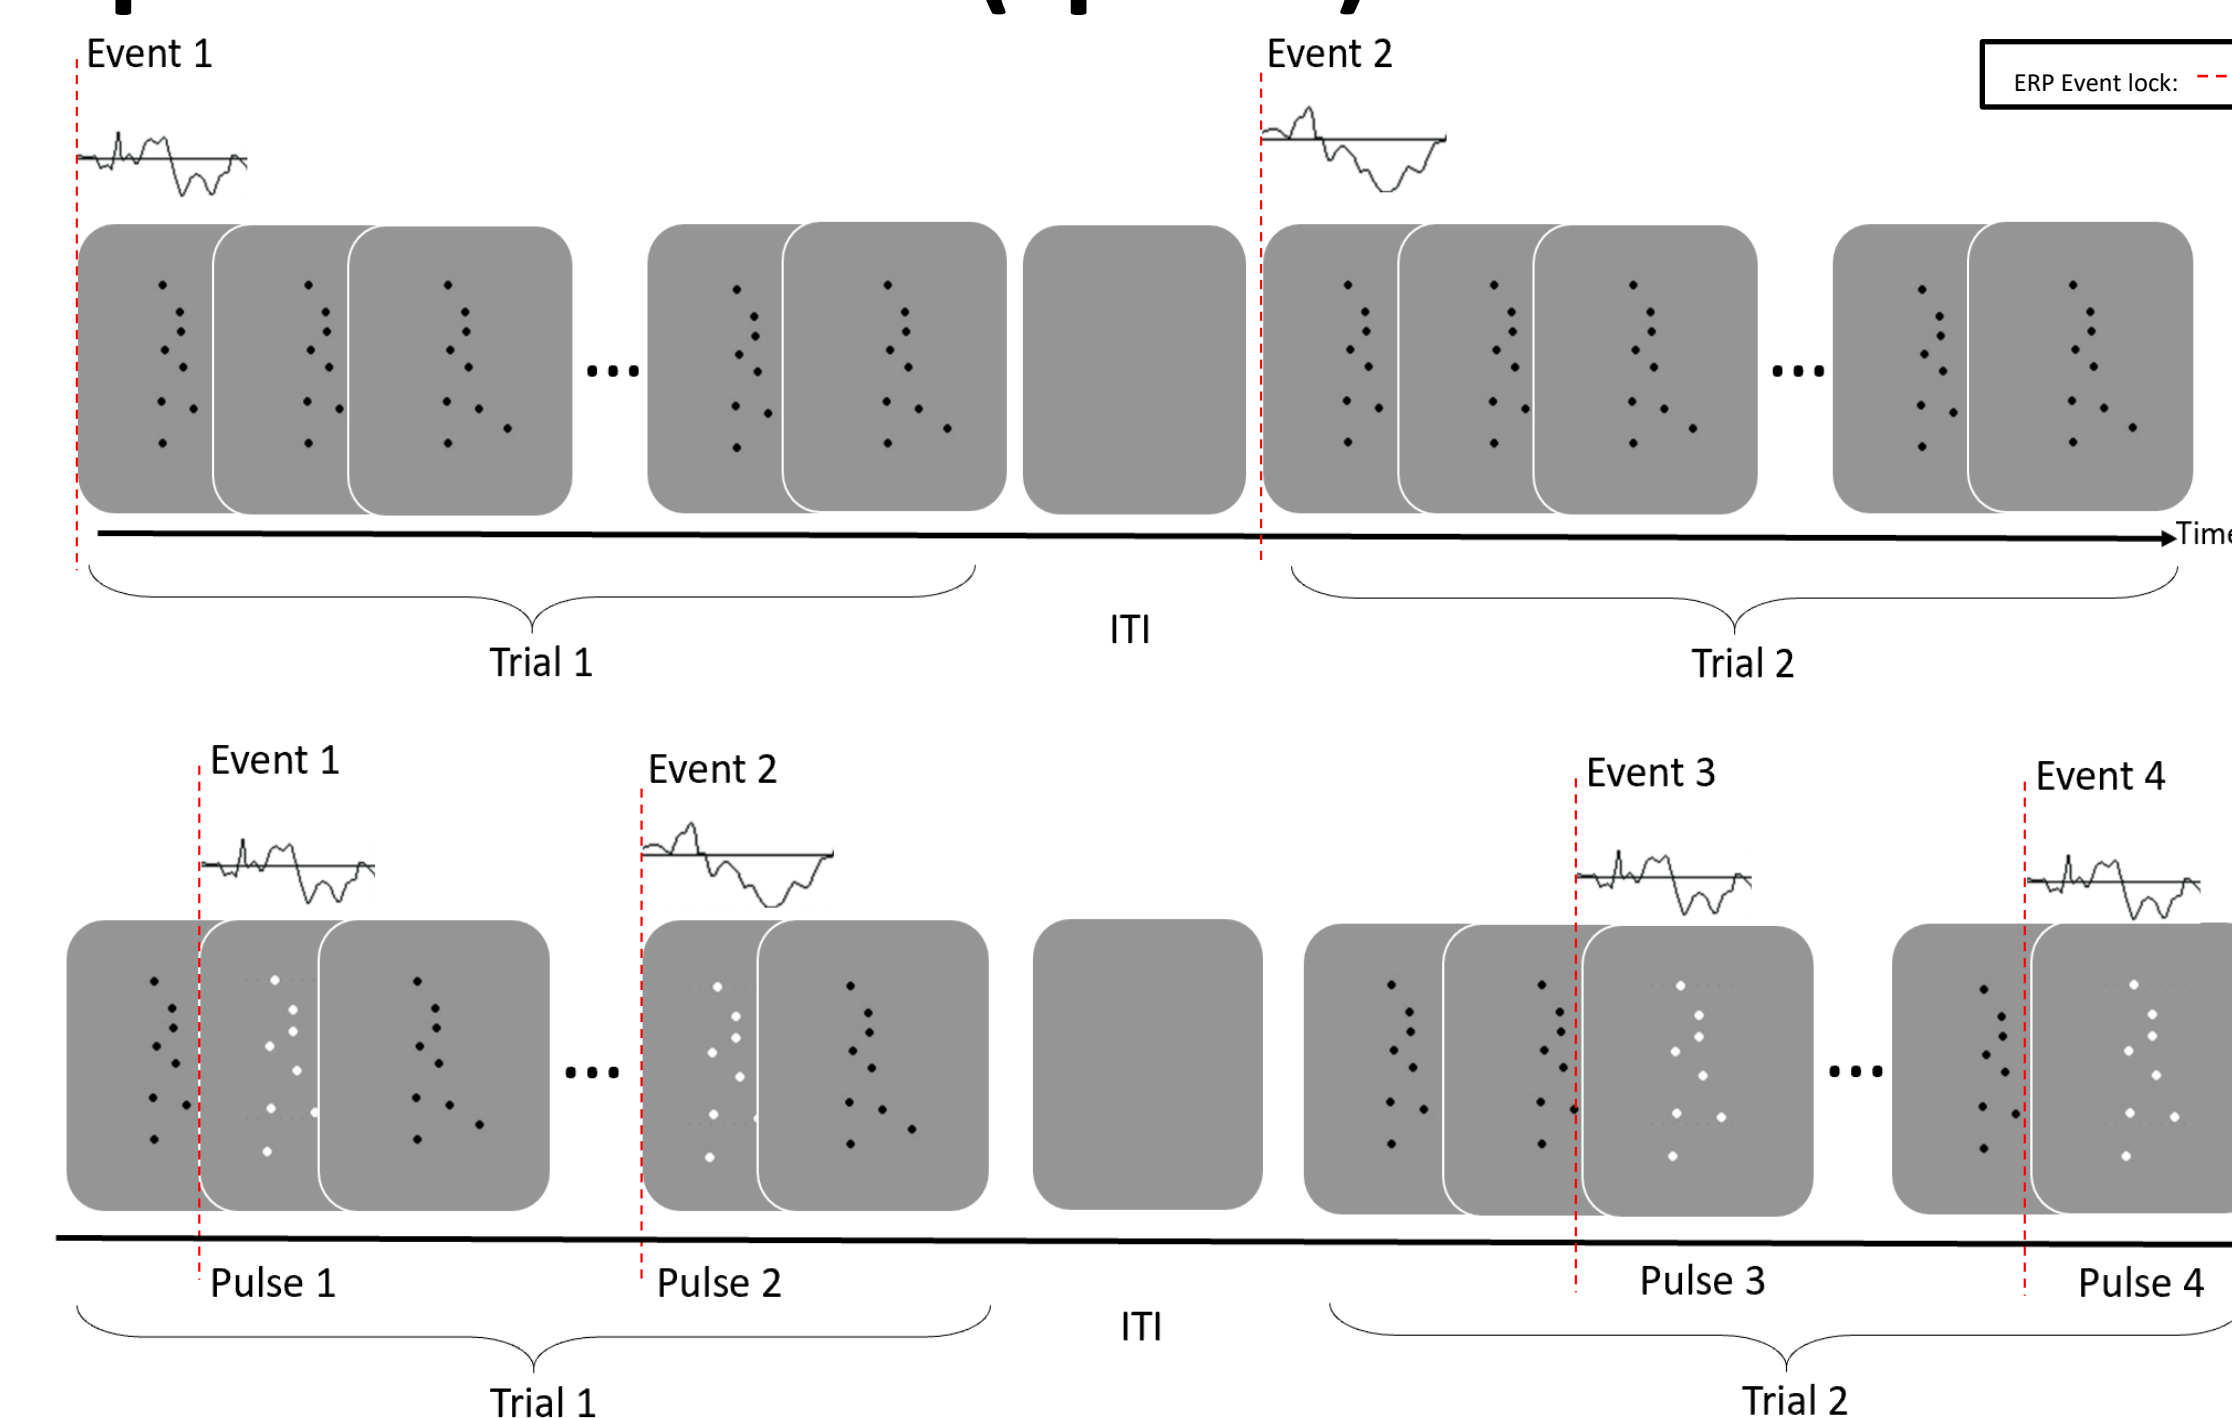 Event 1
Event 2
ERP Event lock:
Time
Trial 1
ITI
Trial 2
Event 1
Event 2
Event 3
Event 4
Pulse 1
Pulse 2
Pulse 3
Pulse 4
ITI
Trial 1
Trial 2